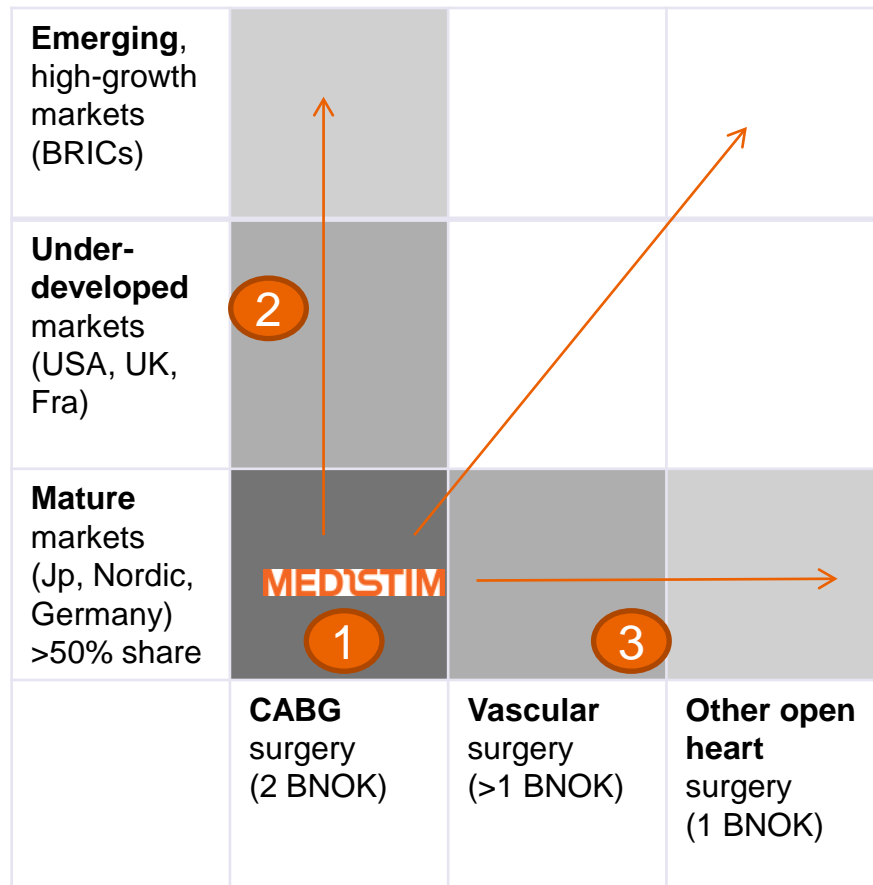 Emerging,
high-growth
markets
(BRICs)
Under-
developed
markets
(USA, UK,
Fra)
2
Mature
markets
(Jp, Nordic,
Germany)
>50% share
MEDISTIM
1
3
CABG
surgery
(2 BNOK)
Vascular
surgery
(>1 BNOK)
Other open
heart
surgery
(1 BNOK)